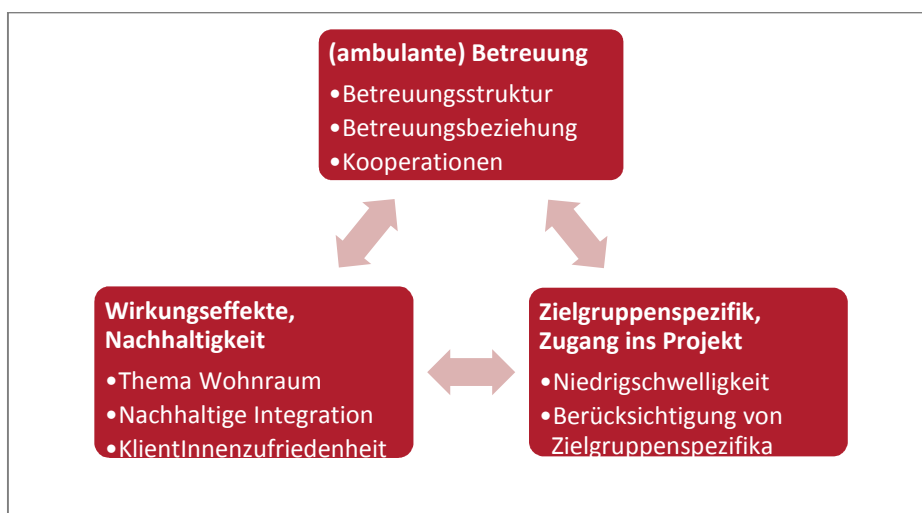 (ambulante) Betreuung
•Betreuungsstruktur
•Betreuungsbeziehung
•Kooperationen
Wirkungseffekte,
Nachhaltigkeit
•Thema Wohnraum
•Nachhaltige Integration
•KlientInnenzufriedenheit
Zielgruppenspezifik,
Zugang ins Projekt
•Niedrigschwelligkeit
•Berücksichtigung von
Zielgruppenspezifika